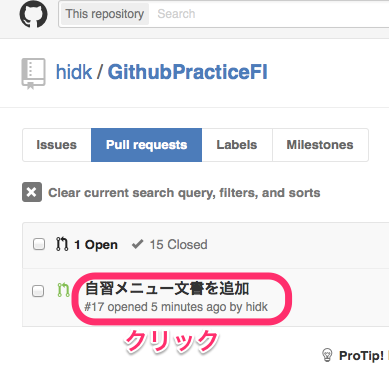 This repository Search
hidk / GithubPracticeFI
Issues Pull requests Labels Milestones
Clear current search query, filters, and sorts
1 Open 15 Closed
自習メニュー文書を追加
#17 opened 5 minutes ago by hidk
クリック
ProTip!